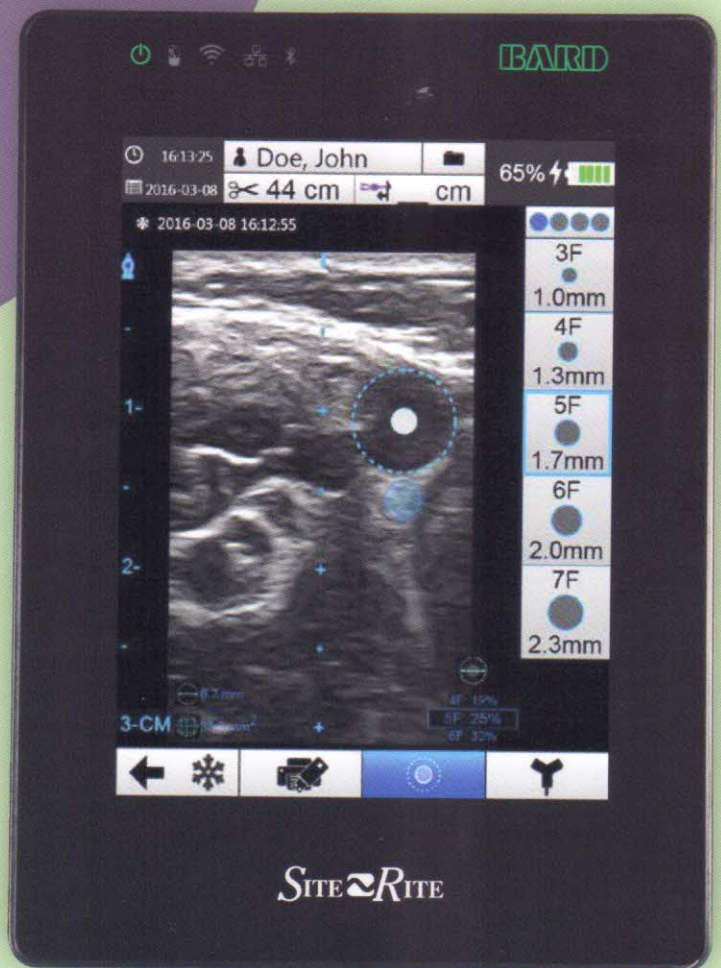 BARD
16:13:25 Doe, John
65%
2016-03-08 44 cm __ cm
2016-03-08 16:12:55
3F
1.0mm
4F
1.3mm
1-
5F
1.7mm
6F
2.0mm
2-
7F
2.3mm
4F 19%
3-CM
5F 25%
6F 32%
SITE RITE